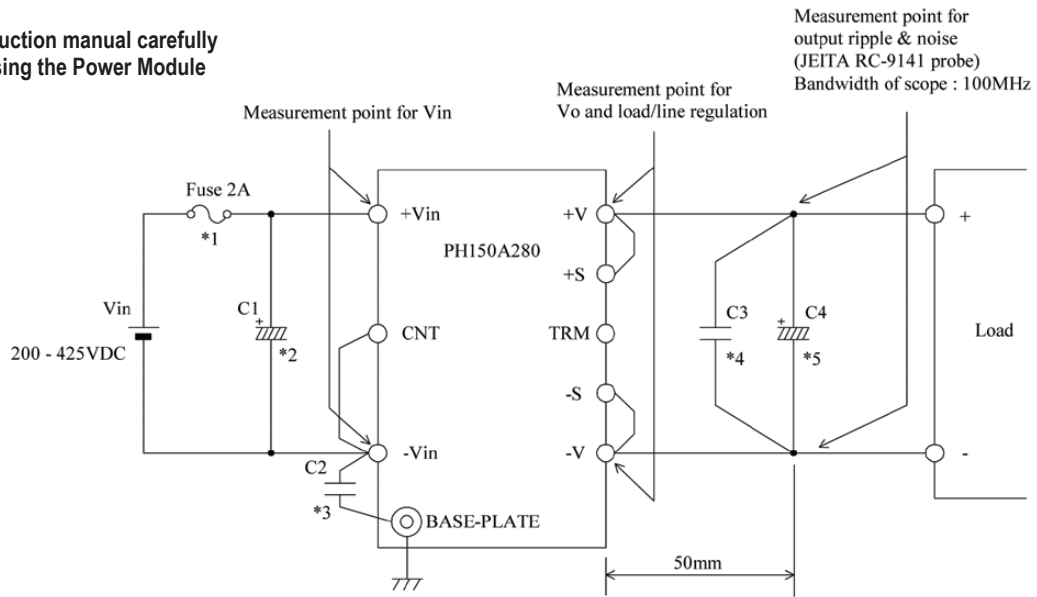 uction manual carefully
sing the Power Module
Measurement point for
output ripple & noise
(JEITA RC-9141 probe)
Bandwidth of scope : 100MHz
Measurement point for
Vo and load/line regulation
Measurement point for Vin
Fuse 2A
*1
+Vin
+V
+
PH150A280
+S
Vin
C1
+
*2
CNT
TRM
C3
*4
+
C4
*5
Load
200 - 425VDC
-S
-Vin
-V
-
C2
*3
BASE-PLATE
50mm